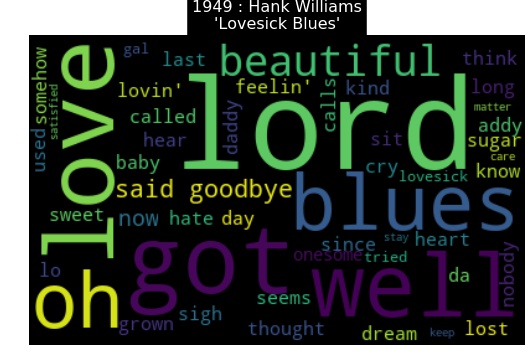 1949 : Hank Williams
'Lovesick Blues'
used
somehow
satisfied
love
gal
last
beautiful
think
lovin'
feelin'
calls
kind
long
matter
called
daddy
lord
addy
hear
sit
sugar
care
baby
cry
lovesick
know
said goodbye
blues
sweet
now
hate
day
since
stay
heart
nobody
got
onesome
tried
well
lo
da
oh
seems
grown
sigh
thought
dream
keep
lost